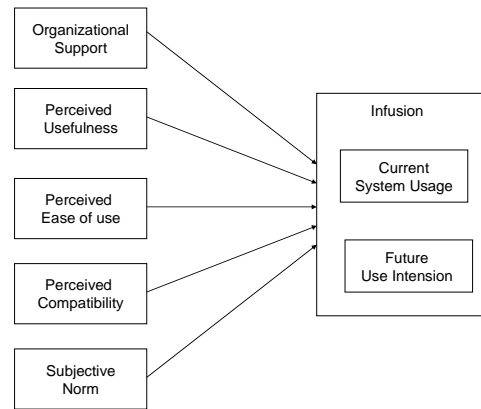 Organizational
Support
Perceived
Usefulness
Perceived
Ease of use
Perceived
Compatibility
Subjective
Norm
Infusion
Current
System Usage
Future
Use Intension